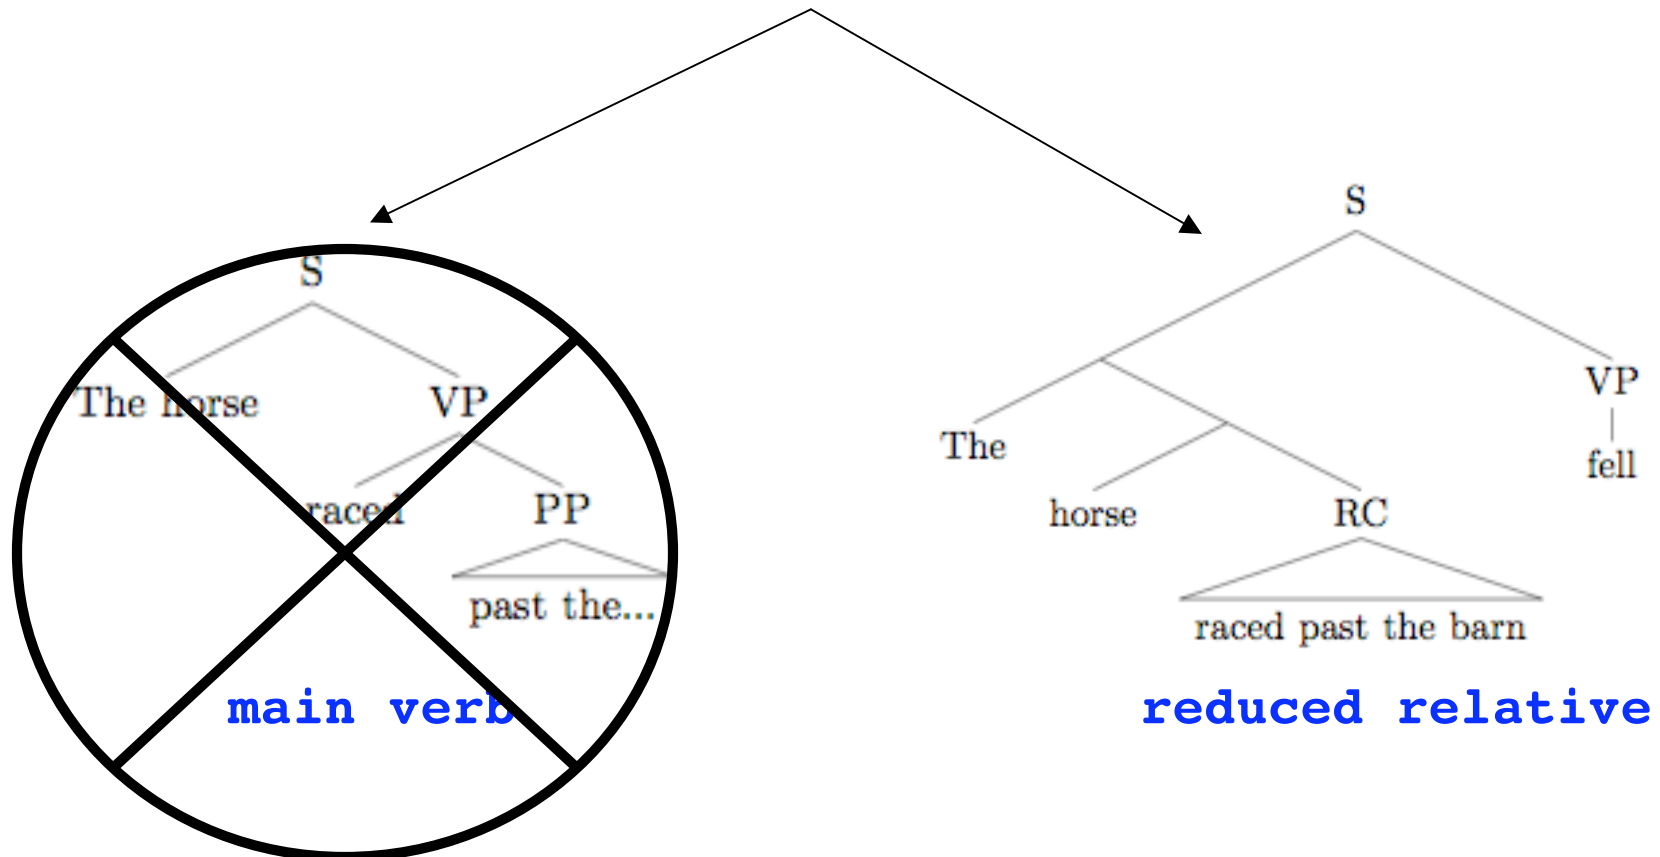 S
The horse
VP
raced
PP
past the...
main verb
S
The
horse
RC
raced past the barn
VP
fell
reduced relative